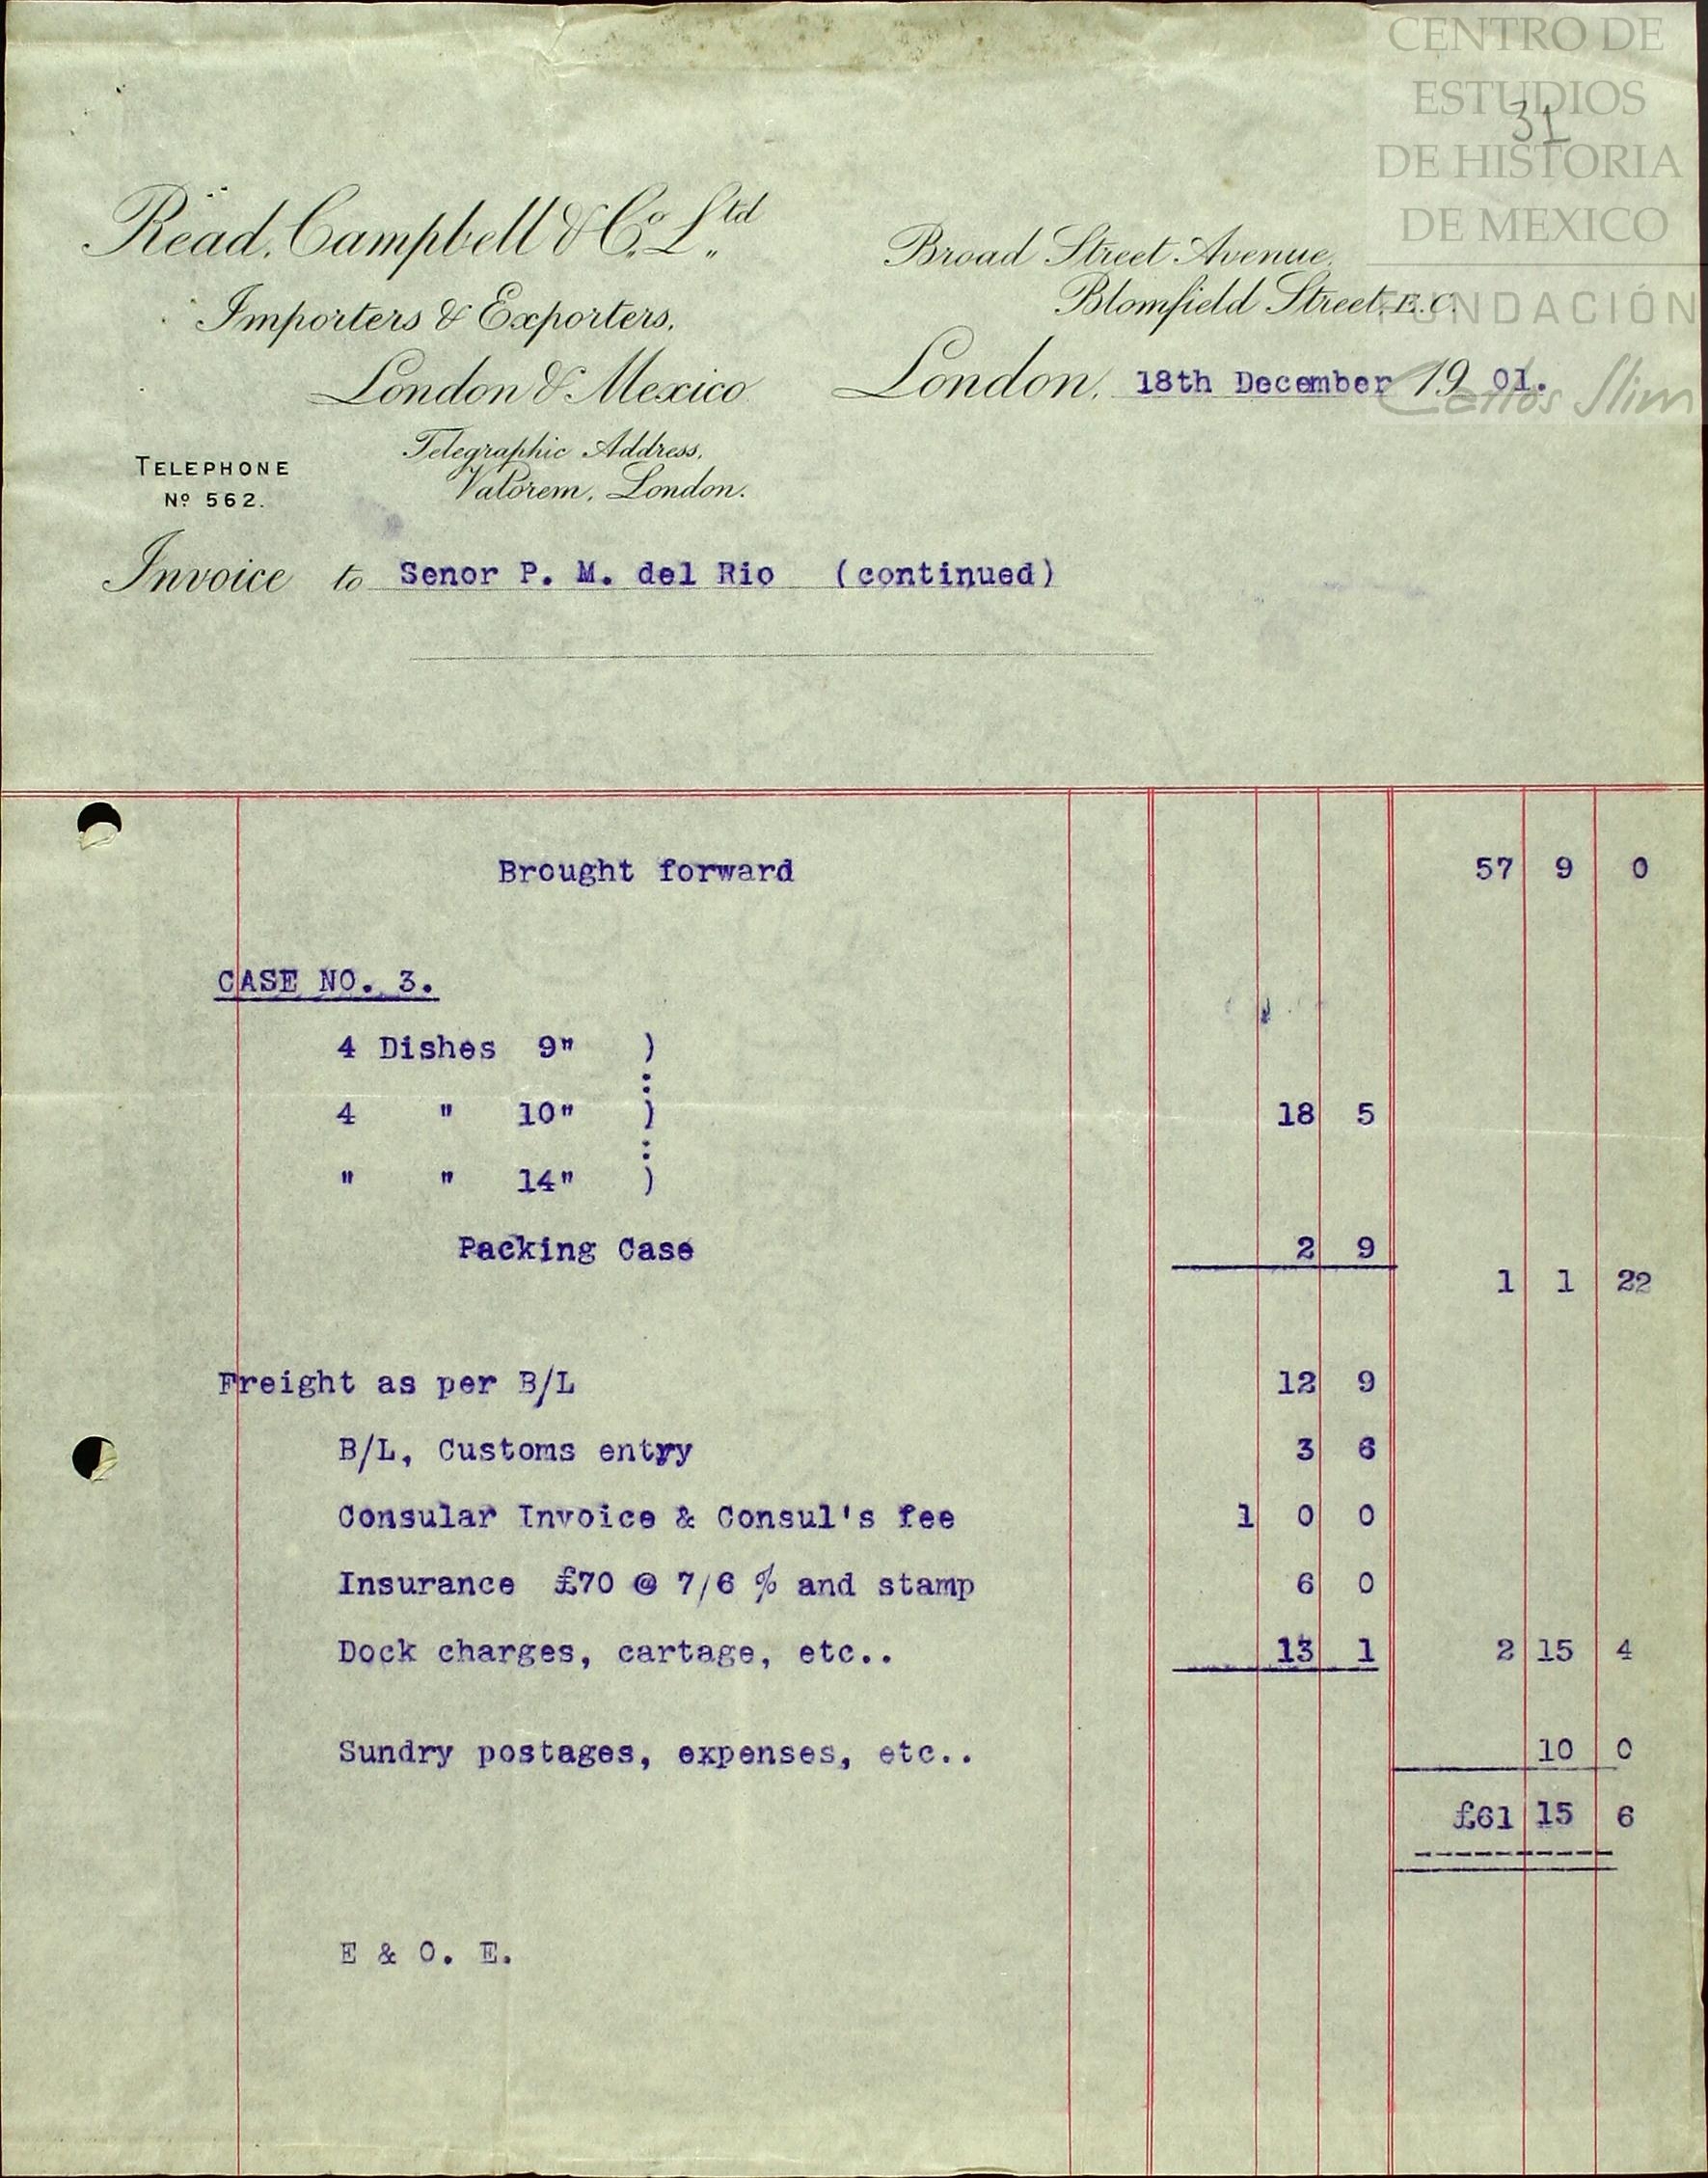 CENTRO DE
ESTUDIOS
31
DE HISTORIA
DE MEXICO
FUNDACIÓN
Carlos Slim
Read, Campbell & Co. Ltd
Importers & Exporters,
London & Mexico
Telegraphic Address,
Valorem, London.
TELEPHONE
No 562.
Broad Street Avenue,
Blomfield Street, E.C.
London, 18th December 1901.
Invoice to Senor P. M. del Rio (continued)
Brought forward 57 9 0
CASE NO. 3.
4 Dishes 9" )
:
4 " 10" ) 18 5
:
" " 14" )
Packing Case 2 9
1 1 22
Freight as per B/L 12 9
B/L, Customs entry 3 6
Consular Invoice & Consul's fee 1 0 0
Insurance £70 @ 7/6 % and stamp 6 0
Dock charges, cartage, etc.. 13 1 2 15 4
Sundry postages, expenses, etc.. 10 0
£61 15 6
E & O. E.